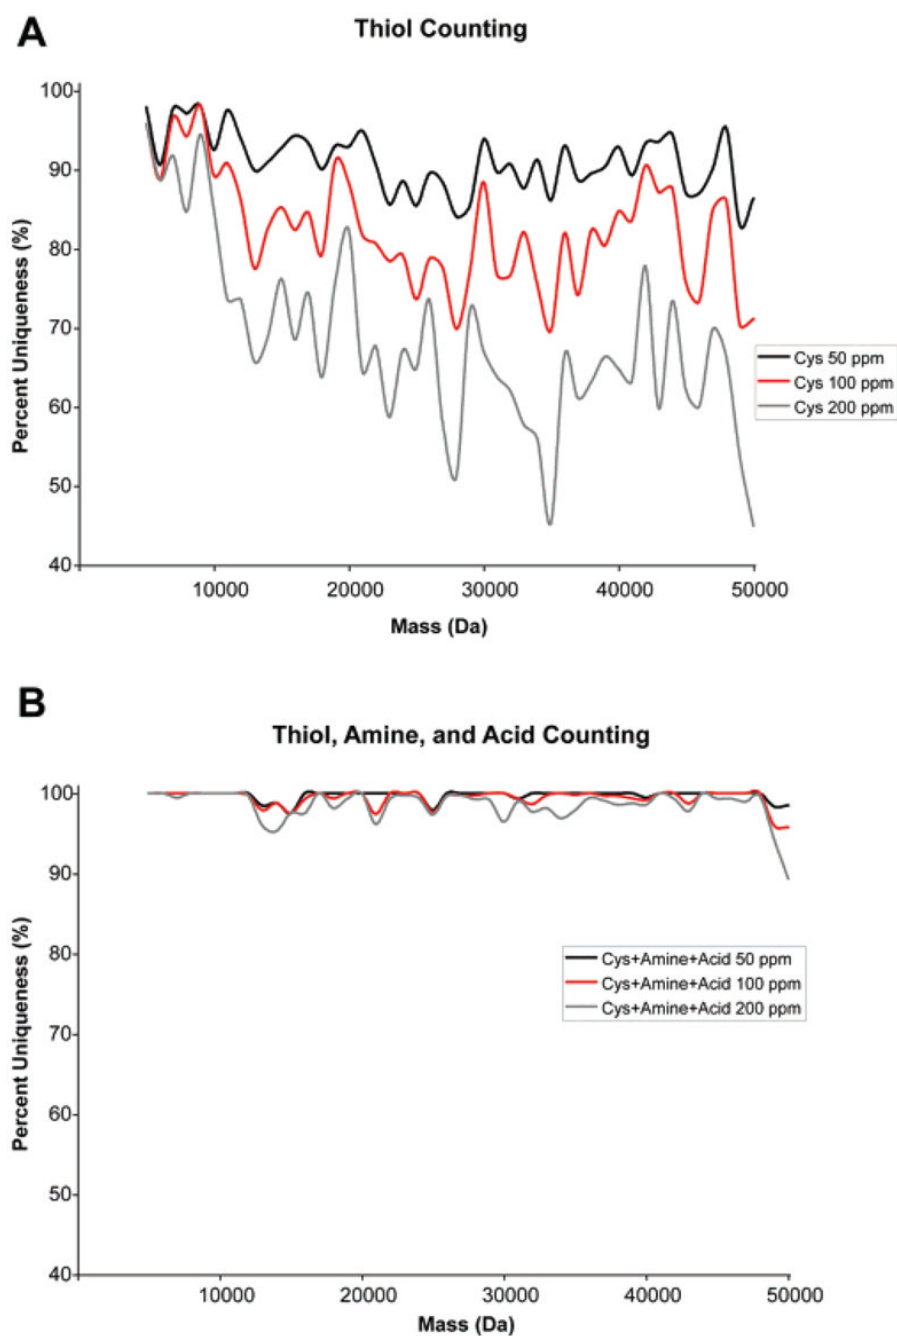 A
Thiol Counting
100
90
80
70
60
50
40
Percent Uniqueness (%)
Cys 50 ppm
Cys 100 ppm
Cys 200 ppm
10000 20000 30000 40000 50000
Mass (Da)
B
Thiol, Amine, and Acid Counting
100
90
80
70
60
50
40
Percent Uniqueness (%)
Cys+Amine+Acid 50 ppm
Cys+Amine+Acid 100 ppm
Cys+Amine+Acid 200 ppm
10000 20000 30000 40000 50000
Mass (Da)